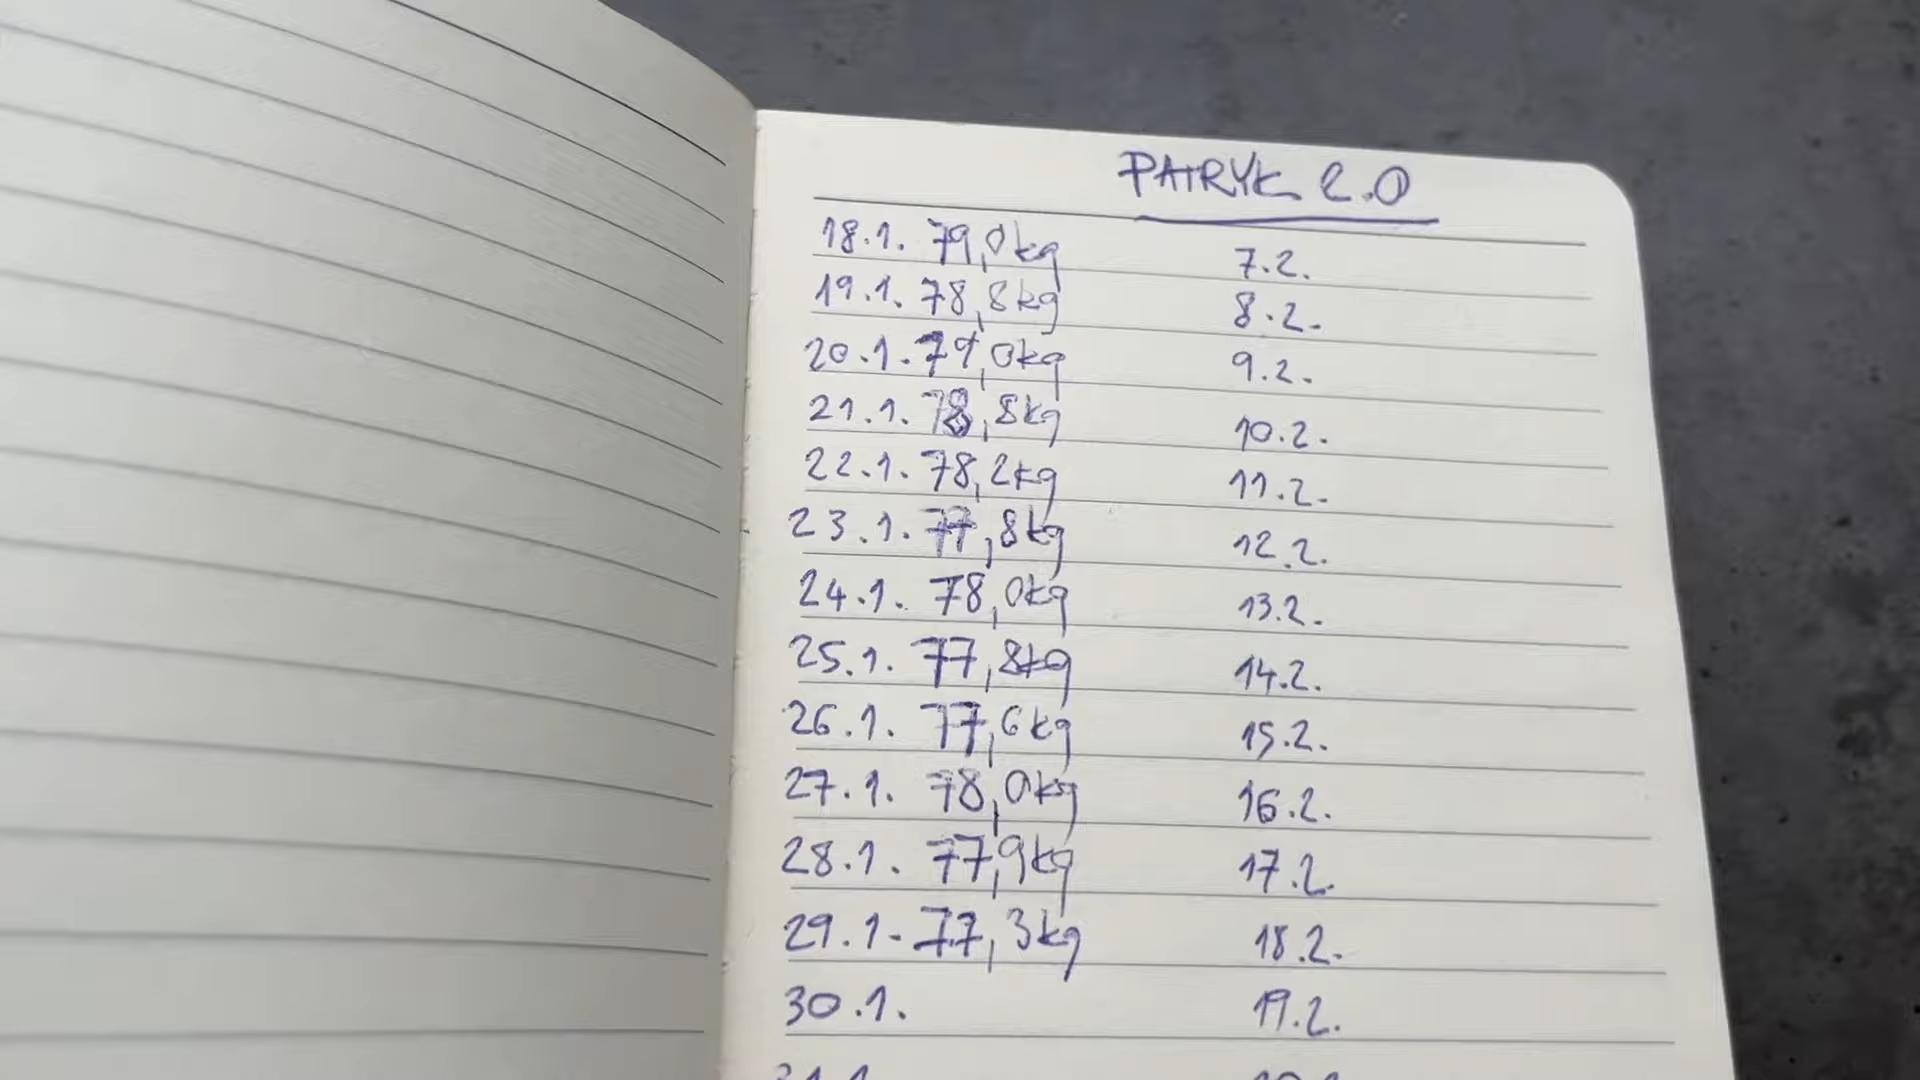 PATRYK 2.0
18.1. 79,0kg 7.2.
19.1. 78,8kg 8.2.
20.1. 79,0kg 9.2.
21.1. 78,8kg 10.2.
22.1. 78,2kg 11.2.
23.1. 77,8kg 12.2.
24.1. 78,0kg 13.2.
25.1. 77,8kg 14.2.
26.1. 77,6kg 15.2.
27.1. 78,0kg 16.2.
28.1. 77,9kg 17.2.
29.1. 77,3kg 18.2.
30.1. 19.2.